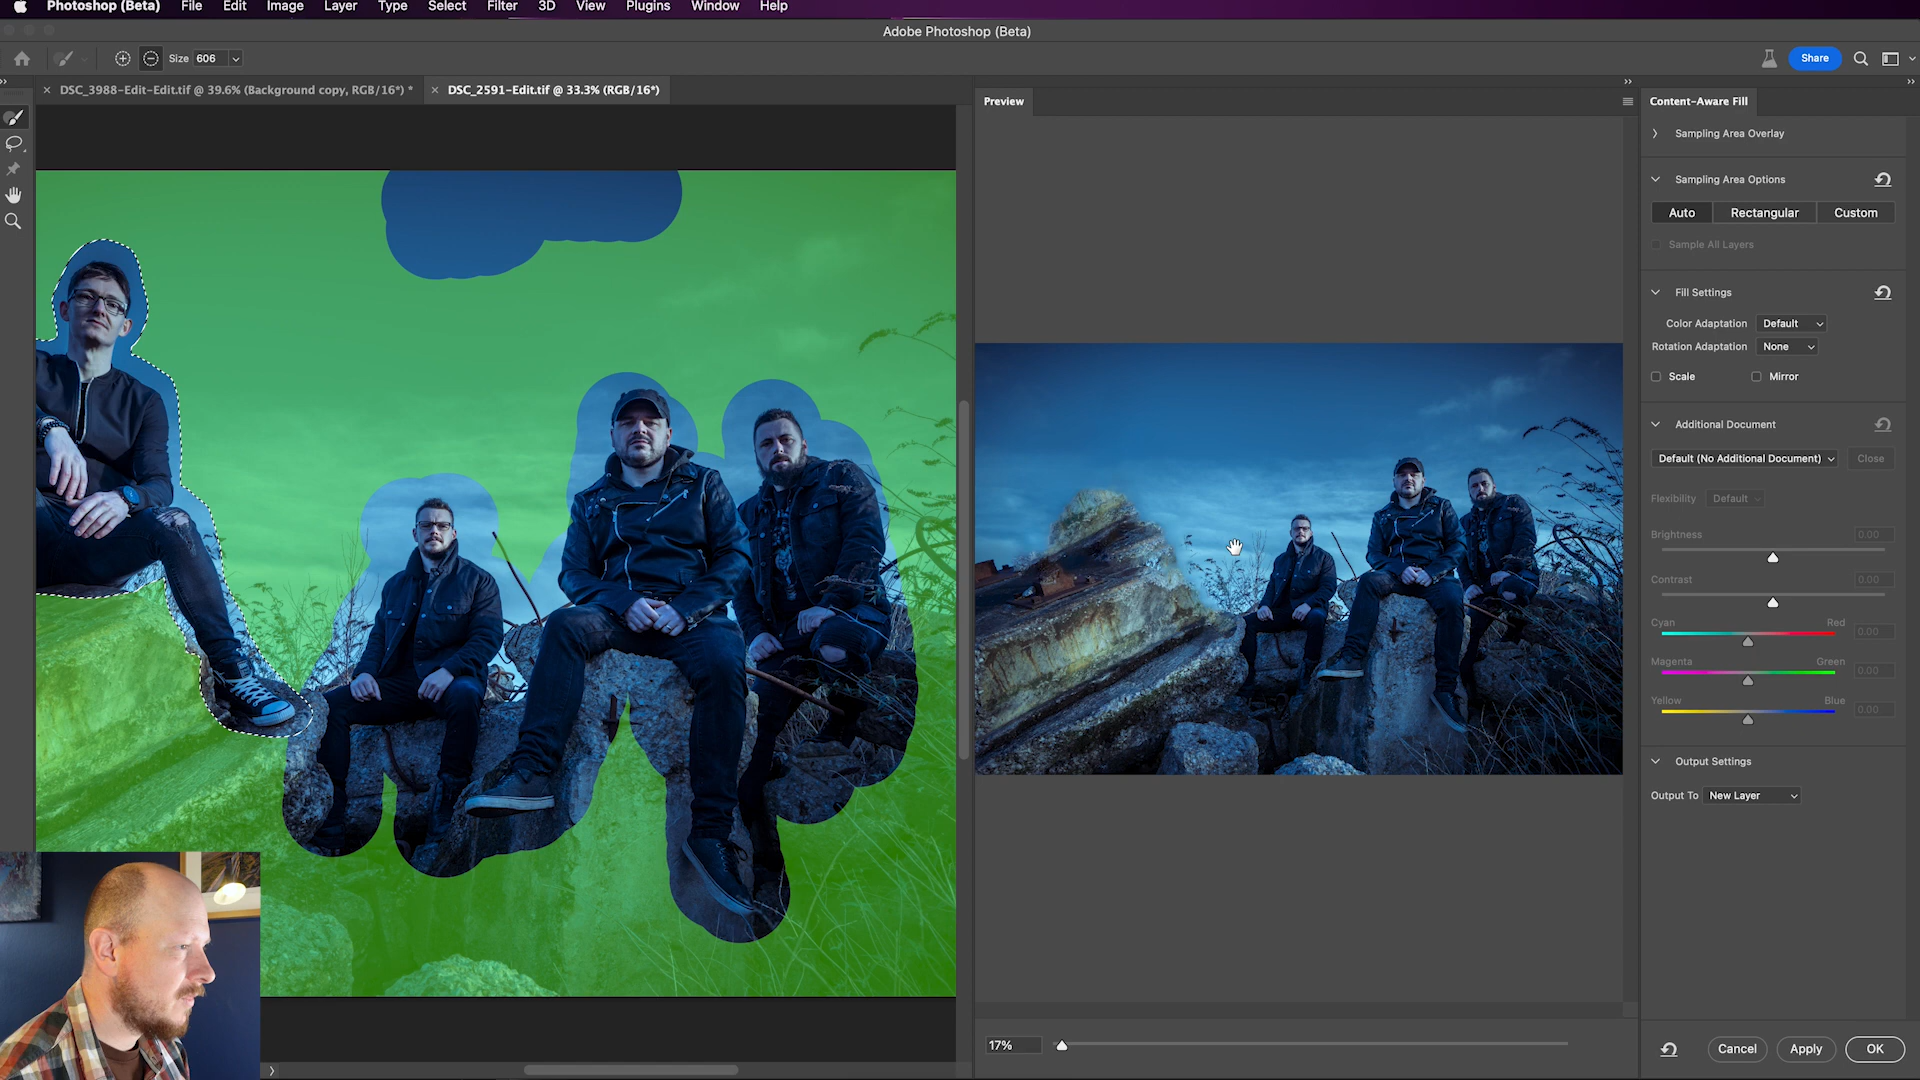 Photoshop (Beta) File Edit Image Layer Type Select Filter 3D View Plugins Window Help
Adobe Photoshop (Beta)
Size 606
Share
DSC_3988-Edit-Edit.tif @ 39.6% (Background copy, RGB/16*) *
DSC_2591-Edit.tif @ 33.3% (RGB/16*)
Preview
Content-Aware Fill
Sampling Area Overlay
Sampling Area Options
Auto Rectangular Custom
Sample All Layers
Fill Settings
Color Adaptation Default
Rotation Adaptation None
Scale Mirror
Additional Document
Default (No Additional Document) Close
Flexibility Default
Brightness 0.00
Contrast 0.00
Cyan Red 0.00
Magenta Green 0.00
Yellow Blue 0.00
Output Settings
Output To New Layer
17%
Cancel Apply OK